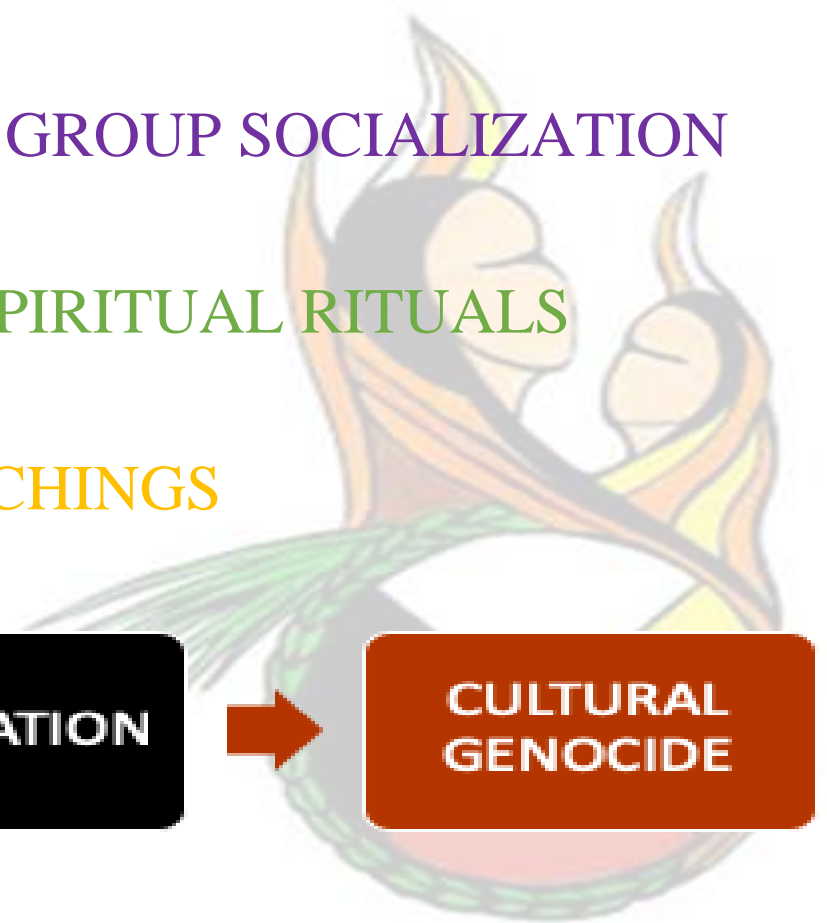 GROUP SOCIALIZATION
PIRITUAL RITUALS
CHINGS
ATION
CULTURAL
GENOCIDE